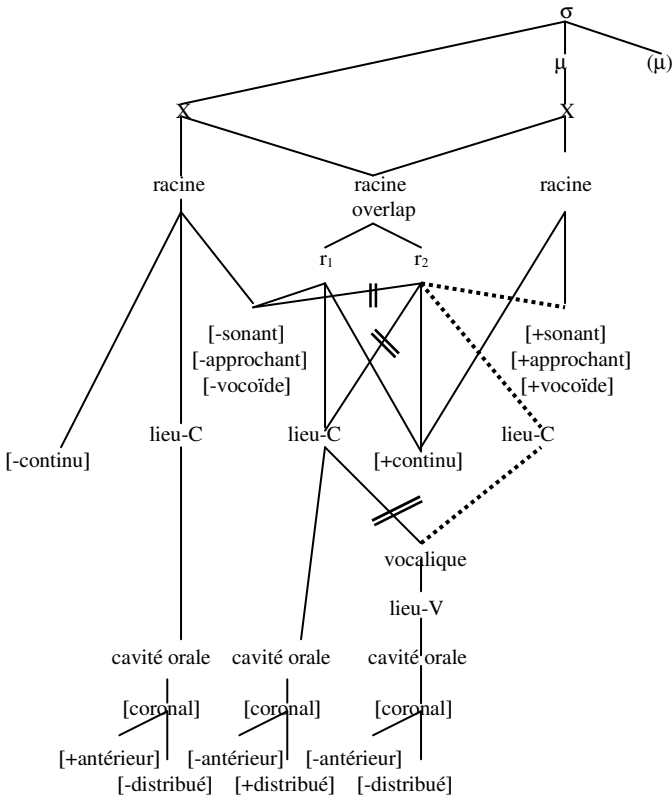 σ
μ (μ)
X X
racine racine racine
overlap
r₁ r₂
[-sonant] [+sonant]
[-approchant] [+approchant]
[-vocoïde] [+vocoïde]
lieu-C lieu-C lieu-C
[-continu] [+continu]
vocalique
lieu-V
cavité orale cavité orale cavité orale
[coronal] [coronal] [coronal]
[+antérieur] [-antérieur] [-antérieur]
[-distribué] [+distribué] [-distribué]